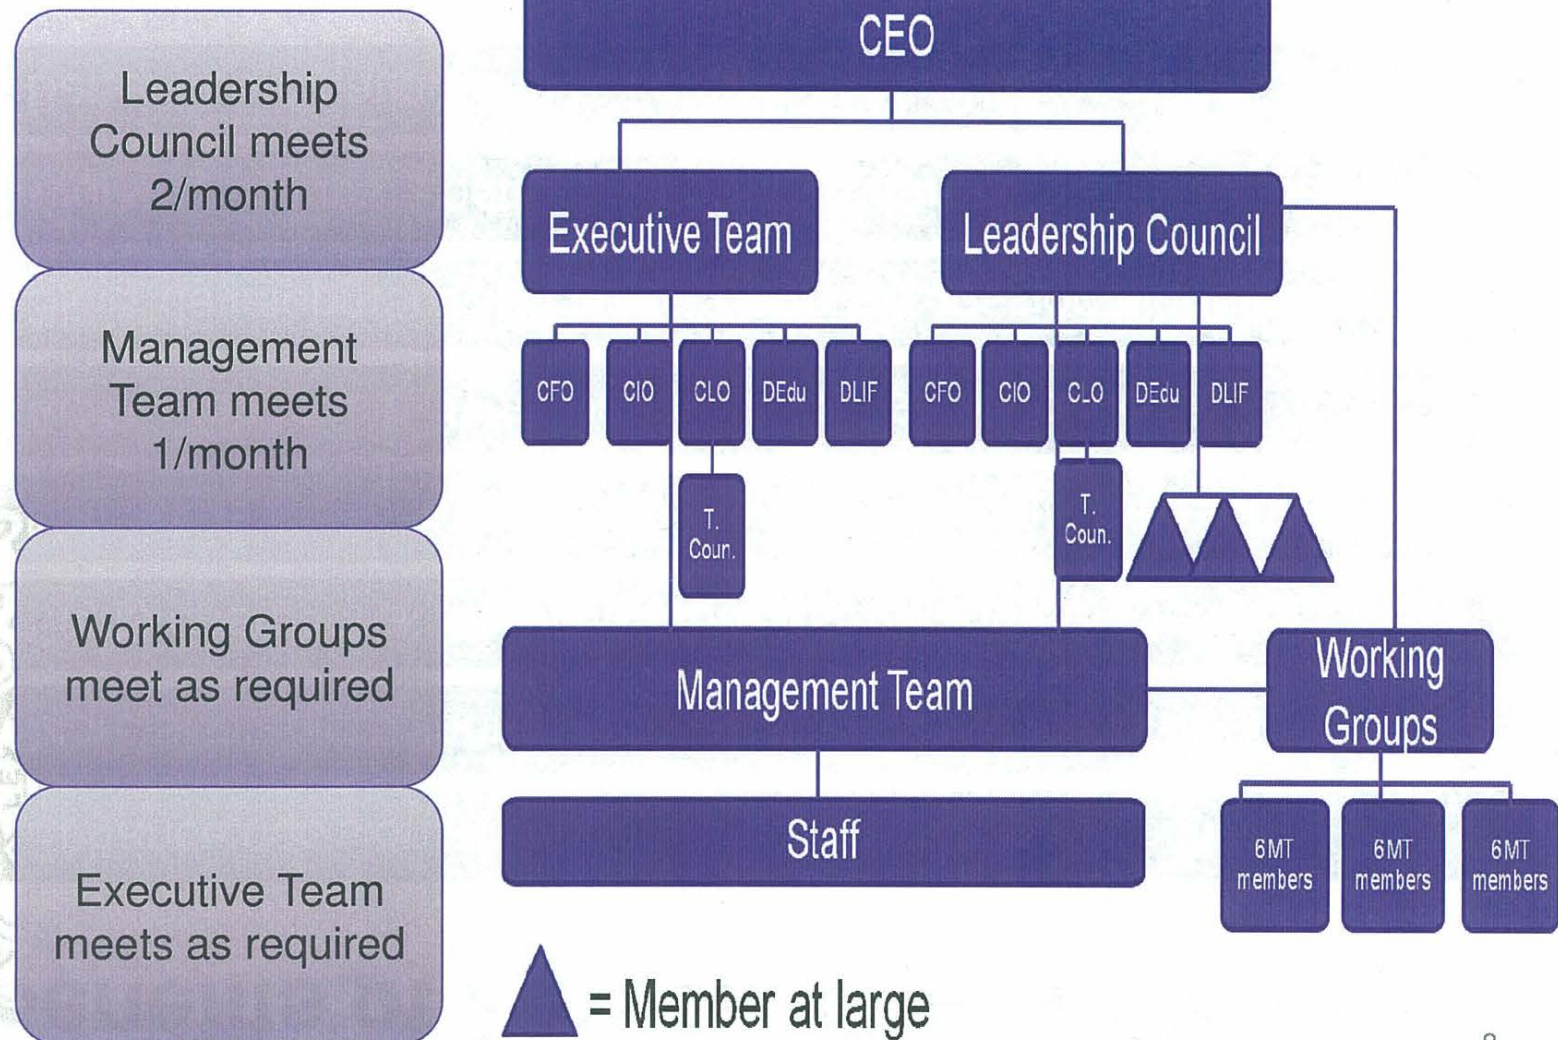 Leadership
Council meets
2/month
Management
Team meets
1/month
Working Groups
meet as required
Executive Team
meets as required
CEO
Executive Team
Leadership Council
CFO
CIO
CLO
DEdu
DLIF
CFO
CIO
CLO
DEdu
DLIF
T.
Coun.
T.
Coun.
Management Team
Working
Groups
Staff
6MT
members
6MT
members
6MT
members
= Member at large